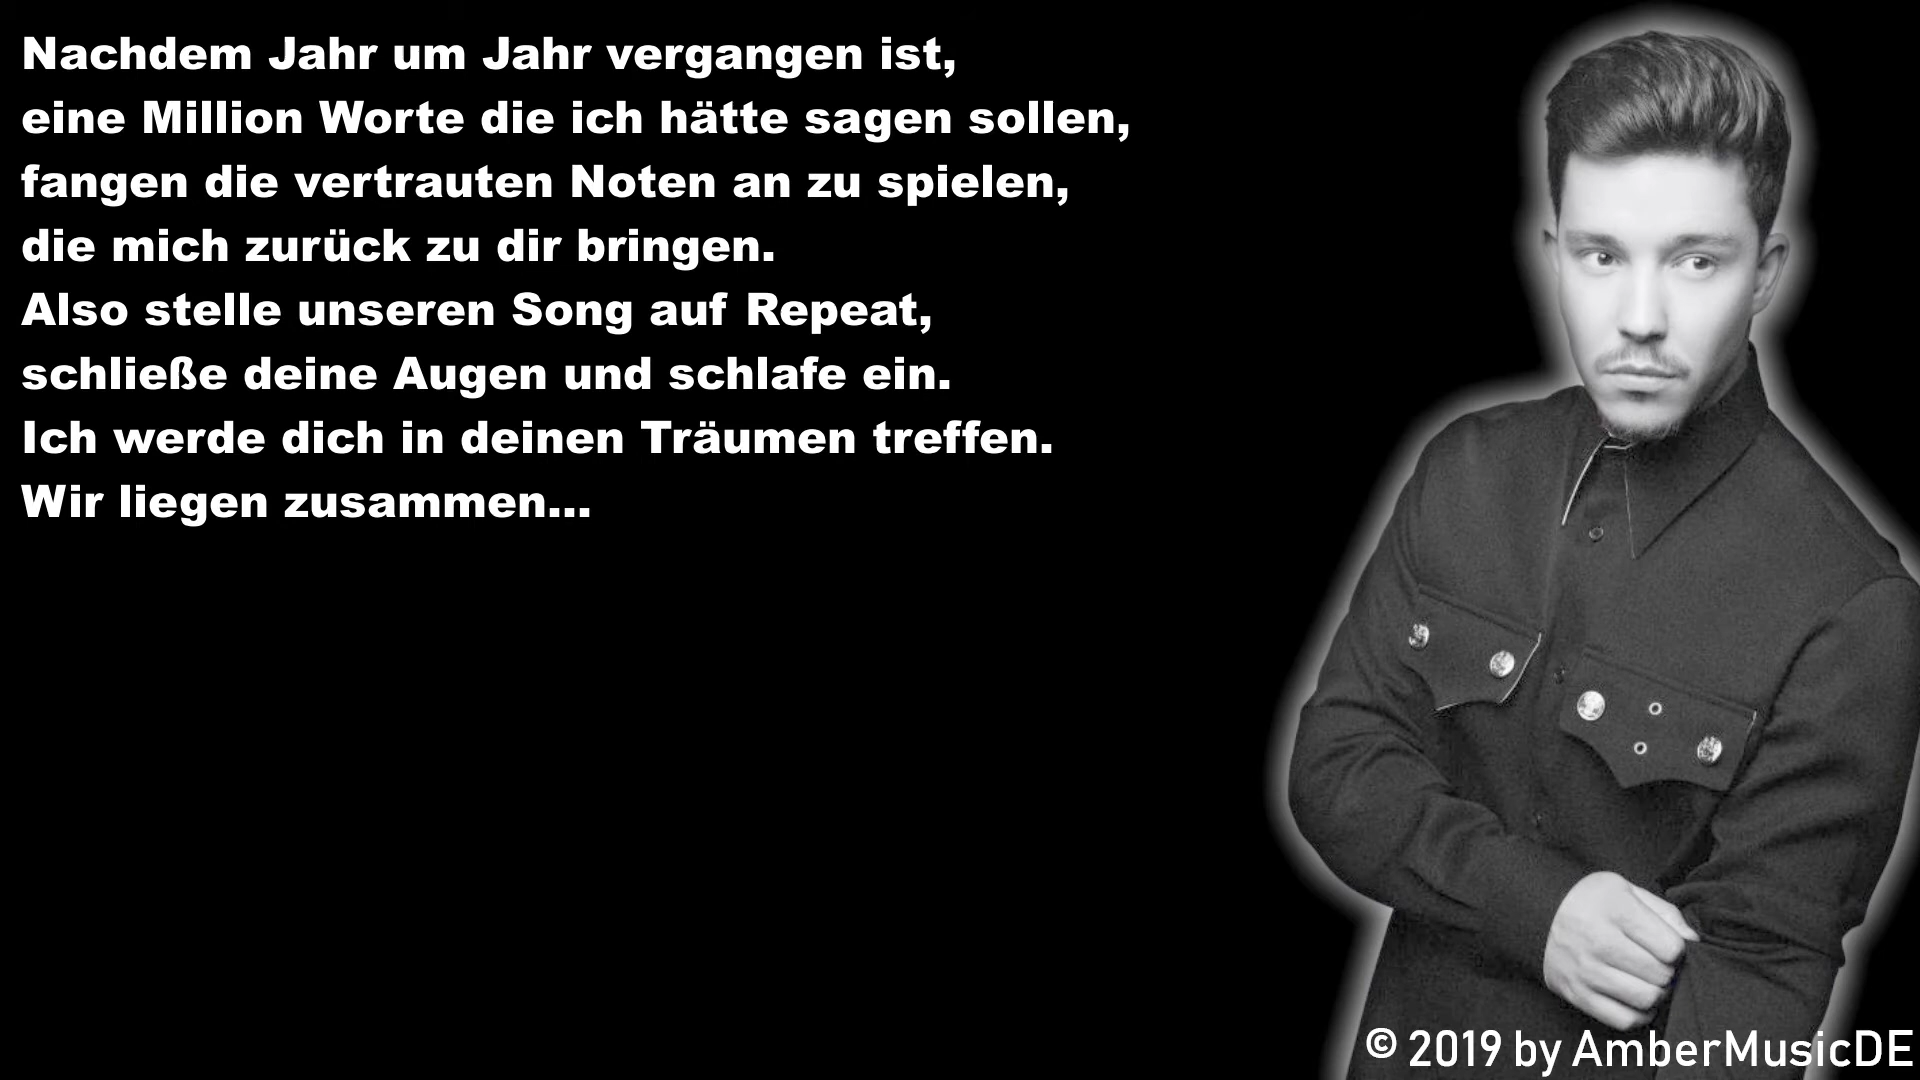 Nachdem Jahr um Jahr vergangen ist,
eine Million Worte die ich hätte sagen sollen,
fangen die vertrauten Noten an zu spielen,
die mich zurück zu dir bringen.
Also stelle unseren Song auf Repeat,
schließe deine Augen und schlafe ein.
Ich werde dich in deinen Träumen treffen.
Wir liegen zusammen...
© 2019 by AmberMusicDE